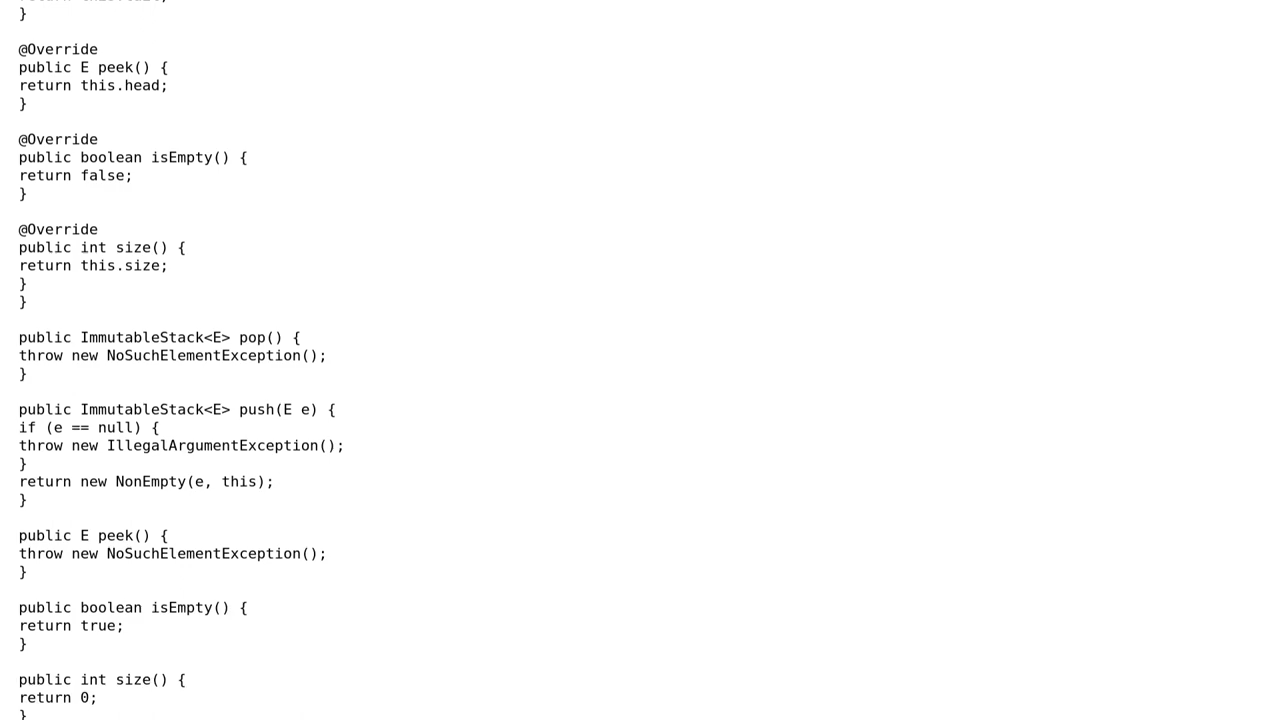 }

@Override
public E peek() {
return this.head;
}

@Override
public boolean isEmpty() {
return false;
}

@Override
public int size() {
return this.size;
}
}

public ImmutableStack<E> pop() {
throw new NoSuchElementException();
}

public ImmutableStack<E> push(E e) {
if (e == null) {
throw new IllegalArgumentException();
}
return new NonEmpty(e, this);
}

public E peek() {
throw new NoSuchElementException();
}

public boolean isEmpty() {
return true;
}

public int size() {
return 0;
}